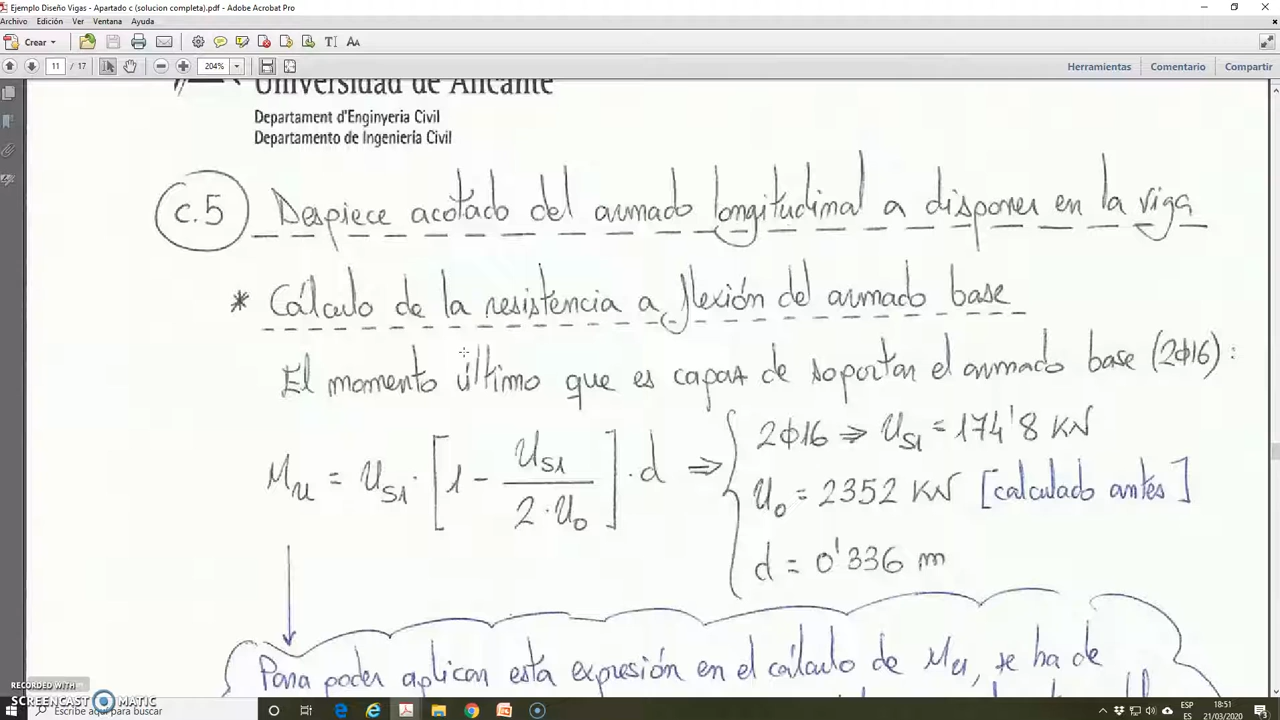 Ejemplo Diseño Vigas - Apartado c (solucion completa).pdf - Adobe Acrobat Pro
Archivo Edición Ver Ventana Ayuda
Crear
11 / 17 204% Herramientas Comentario Compartir
Universidad de Alicante
Departament d'Enginyeria Civil
Departamento de Ingeniería Civil
c.5 Despiece acotado del armado longitudinal a disponer en la viga
* Cálculo de la resistencia a flexión del armado base
El momento último que es capaz de soportar el armado base (2Φ16):
Mu = Us1 · [1 - Us1 / (2·U0)] · d ⇒ { 2Φ16 ⇒ Us1 = 174'8 KN
U0 = 2352 KN [calculado antes]
d = 0'336 m
Para poder aplicar esta expresión en el cálculo de Mu, se ha de
RECORDED WITH
SCREENCAST MATIC
Escribe aquí para buscar
ESP 18:51
ES 21/03/2020